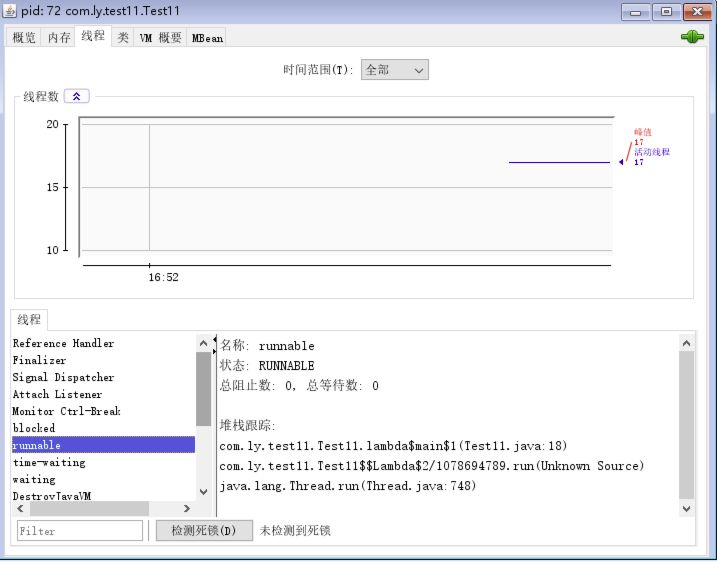 pid: 72 com.ly.test11.Test11
概览 内存 线程 类 VM 概要 MBean
时间范围(T): 全部
线程数
20
15
10
16:52
峰值
17
活动线程
17
线程
Reference Handler
Finalizer
Signal Dispatcher
Attach Listener
Monitor Ctrl-Break
blocked
runnable
time-waiting
waiting
DestroyJavaVM
名称: runnable
状态: RUNNABLE
总阻止数: 0, 总等待数: 0
堆栈跟踪:
com.ly.test11.Test11.lambda$main$1(Test11.java:18)
com.ly.test11.Test11$$Lambda$2/1078694789.run(Unknown Source)
java.lang.Thread.run(Thread.java:748)
Filter 检测死锁(D) 未检测到死锁